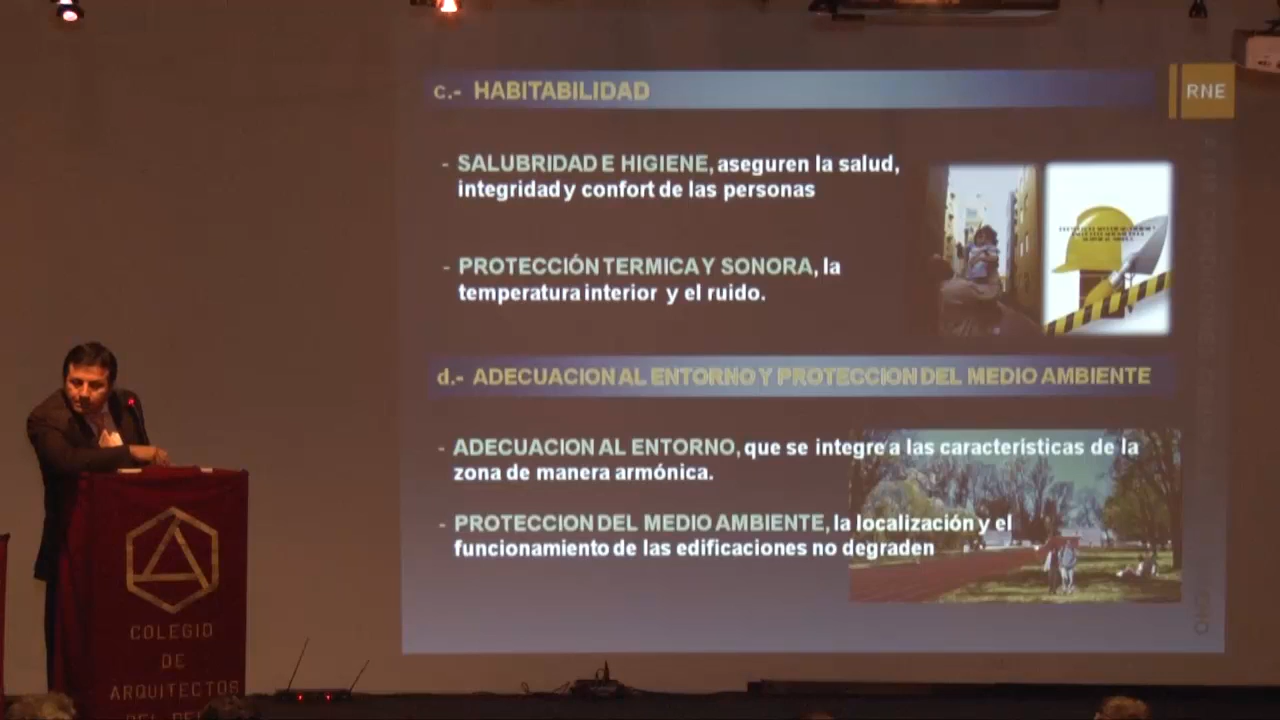 c.- HABITABILIDAD
RNE
- SALUBRIDAD E HIGIENE, aseguren la salud,
integridad y confort de las personas
- PROTECCIÓN TERMICA Y SONORA, la
temperatura interior y el ruido.
d.- ADECUACION AL ENTORNO Y PROTECCION DEL MEDIO AMBIENTE
- ADECUACION AL ENTORNO, que se integre a las características de la
zona de manera armónica.
- PROTECCION DEL MEDIO AMBIENTE, la localización y el
funcionamiento de las edificaciones no degraden
COLEGIO
DE
ARQUITECTOS